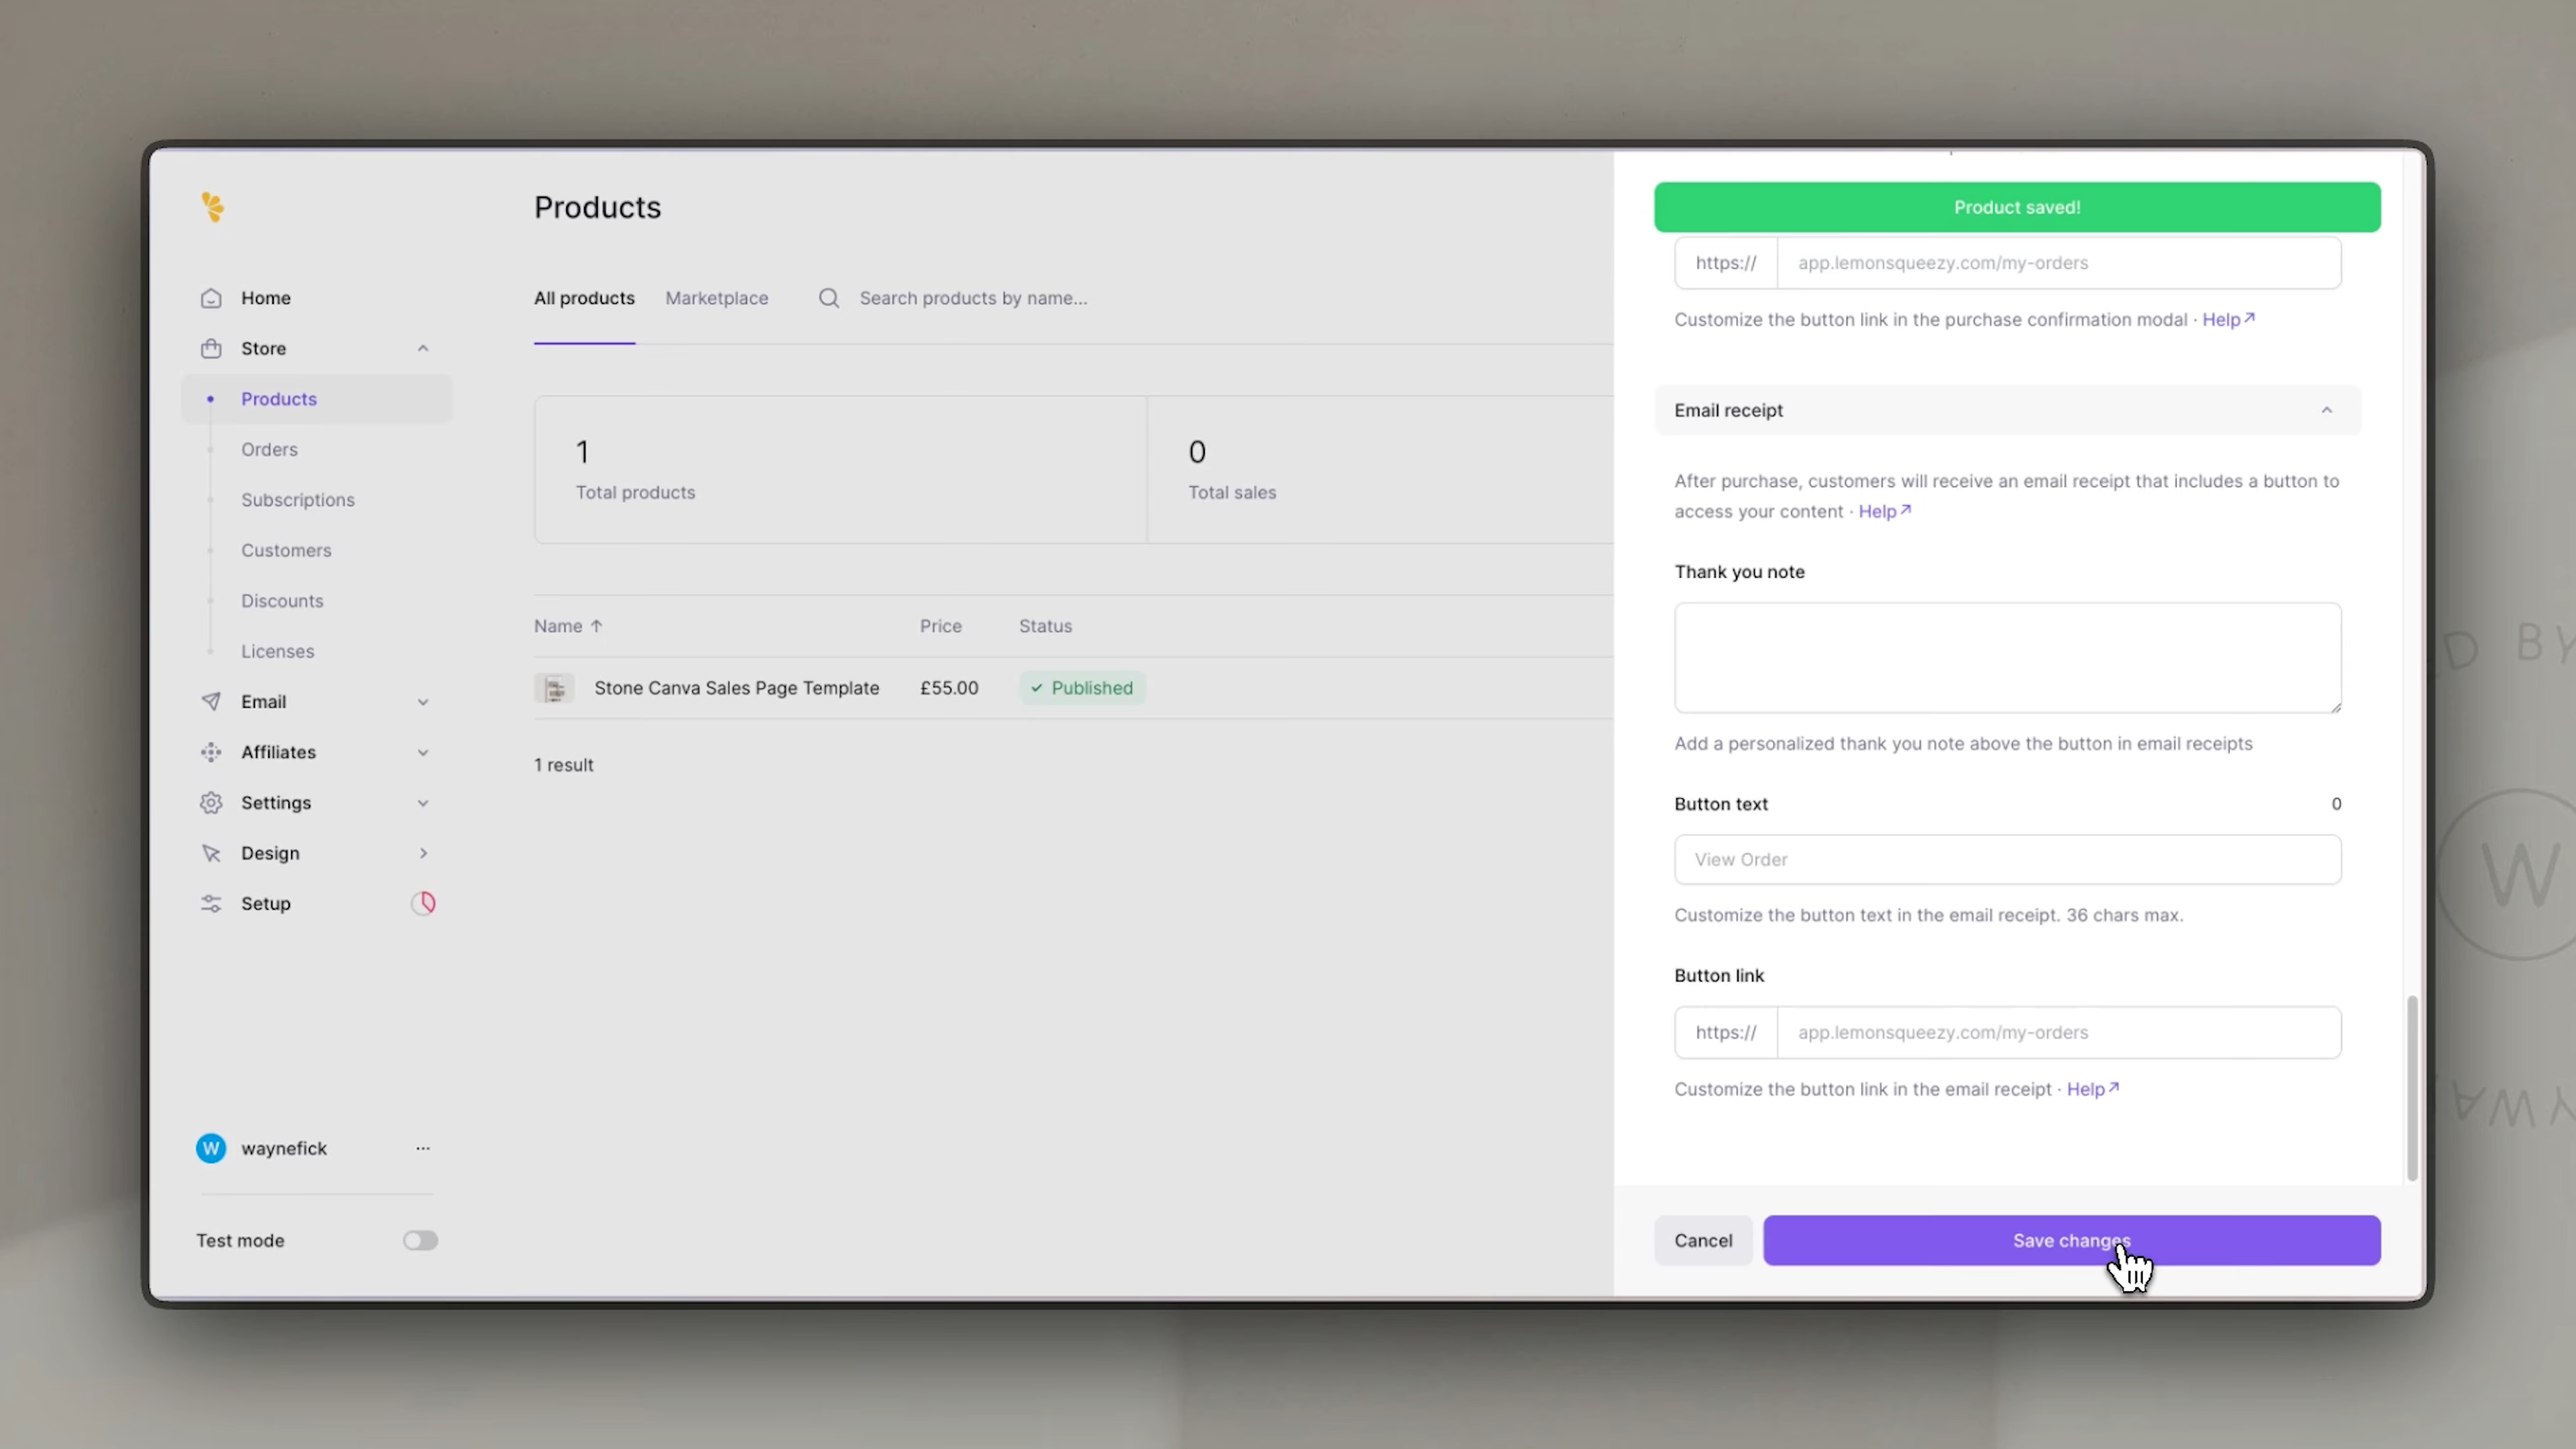 Products
Home
Store
Products
Orders
Subscriptions
Customers
Discounts
Licenses
Email
Affiliates
Settings
Design
Setup
W waynefick ...
Test mode
All products Marketplace Search products by name...
1
Total products
0
Total sales
Name ↑ Price Status
Stone Canva Sales Page Template £55.00 Published
1 result
Product saved!
https:// app.lemonsqueezy.com/my-orders
Customize the button link in the purchase confirmation modal · Help↗
Email receipt
After purchase, customers will receive an email receipt that includes a button to
access your content · Help↗
Thank you note
Add a personalized thank you note above the button in email receipts
Button text 0
View Order
Customize the button text in the email receipt. 36 chars max.
Button link
https:// app.lemonsqueezy.com/my-orders
Customize the button link in the email receipt · Help↗
Cancel Save changes
BY
W